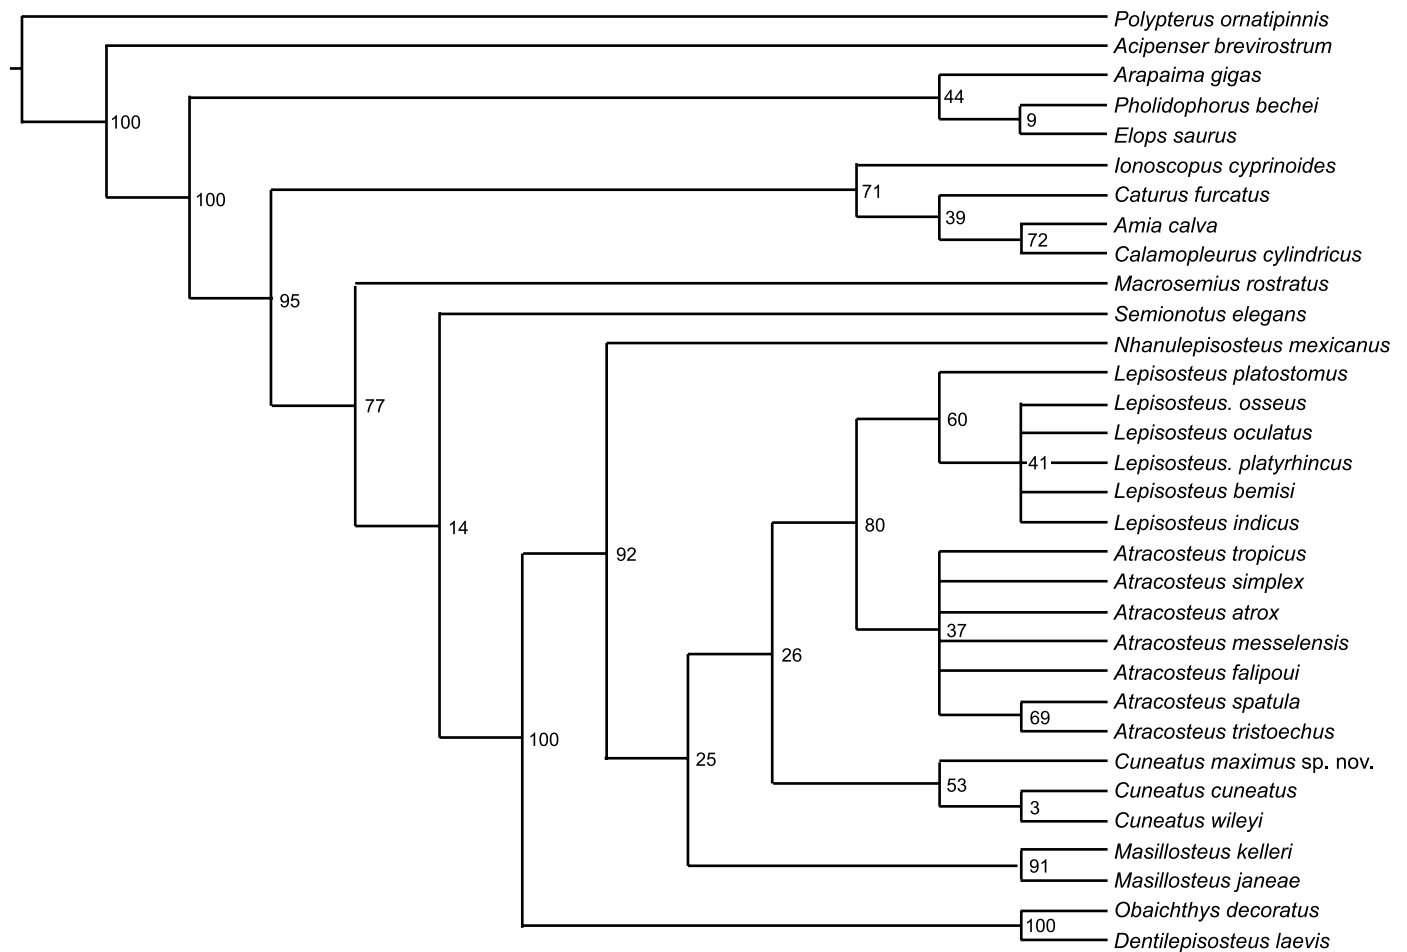 Polypterus ornatipinnis
Acipenser brevirostrum
Arapaima gigas
44
Pholidophorus bechei
9
100
Elops saurus
Ionoscopus cyprinoides
71
Caturus furcatus
100
39
Amia calva
72
Calamopleurus cylindricus
Macrosemius rostratus
95
Semionotus elegans
Nhanulepisosteus mexicanus
Lepisosteus platostomus
77
Lepisosteus. osseus
60
Lepisosteus oculatus
41
Lepisosteus. platyrhincus
Lepisosteus bemisi
80
Lepisosteus indicus
14
92
Atracosteus tropicus
Atracosteus simplex
Atracosteus atrox
37
Atracosteus messelensis
26
Atracosteus falipoui
Atracosteus spatula
69
Atracosteus tristoechus
100
25
Cuneatus maximus sp. nov.
53
Cuneatus cuneatus
3
Cuneatus wileyi
Masillosteus kelleri
91
Masillosteus janeae
Obaichthys decoratus
100
Dentilepisosteus laevis